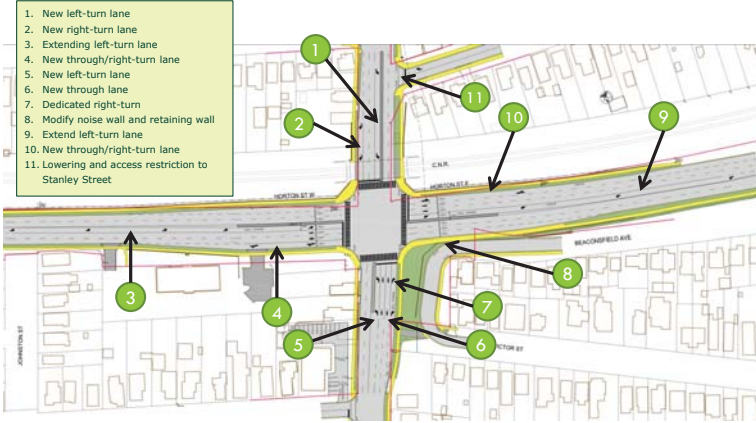 1. New left-turn lane
2. New right-turn lane
3. Extending left-turn lane
4. New through/right-turn lane
5. New left-turn lane
6. New through lane
7. Dedicated right-turn
8. Modify noise wall and retaining wall
9. Extend left-turn lane
10. New through/right-turn lane
11. Lowering and access restriction to
Stanley Street
1
11
2
10
9
C.N.R.
HORTON ST.W
HORTON ST.E
BEACONSFIELD AVE
8
3
4
7
5
6
JOHNSTON ST
CTOR ST